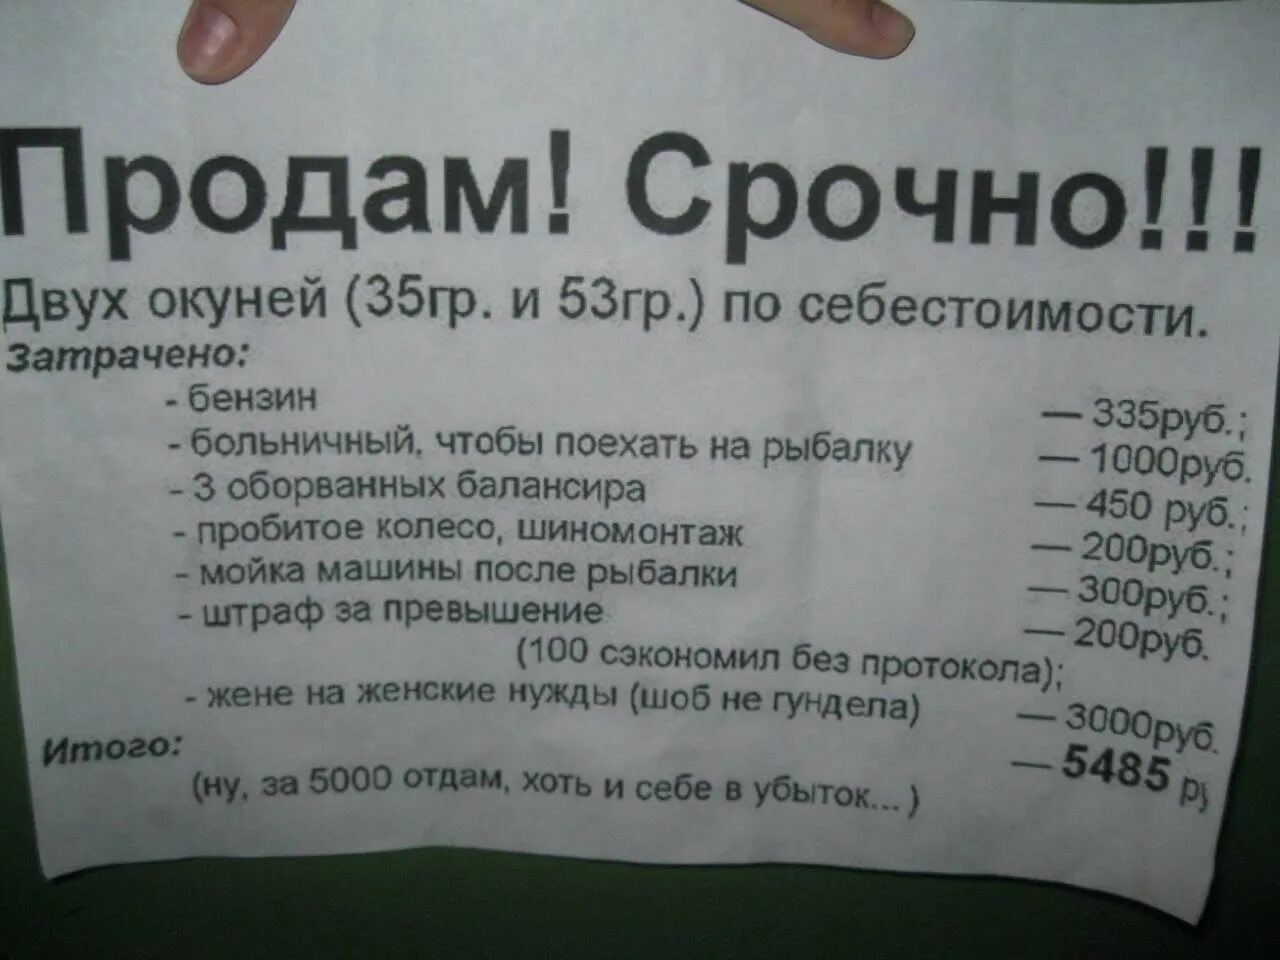 Продам! Срочно!!!
Двух окуней (35гр. и 53гр.) по себестоимости.
Затрачено:
- бензин — 335руб.;
- больничный, чтобы поехать на рыбалку — 1000руб.
- 3 оборванных балансира — 450 руб.;
- пробитое колесо, шиномонтаж — 200руб.;
- мойка машины после рыбалки — 300руб.;
- штраф за превышение — 200руб.
(100 сэкономил без протокола);
- жене на женские нужды (шоб не гундела) — 3000руб.
Итого: — 5485 ру
(ну, за 5000 отдам, хоть и себе в убыток... )